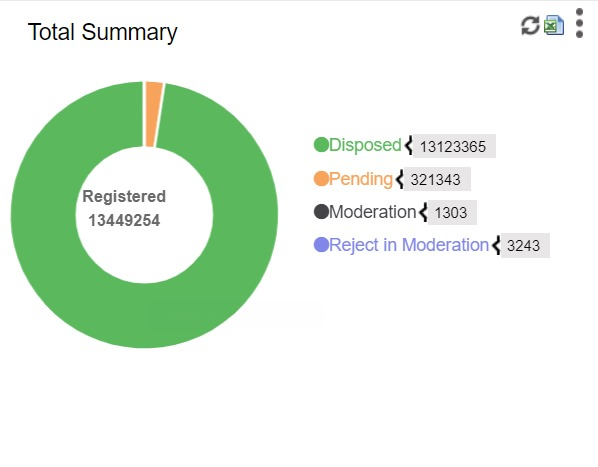 Total Summary
Registered
13449254
Disposed 13123365
Pending 321343
Moderation 1303
Reject in Moderation 3243